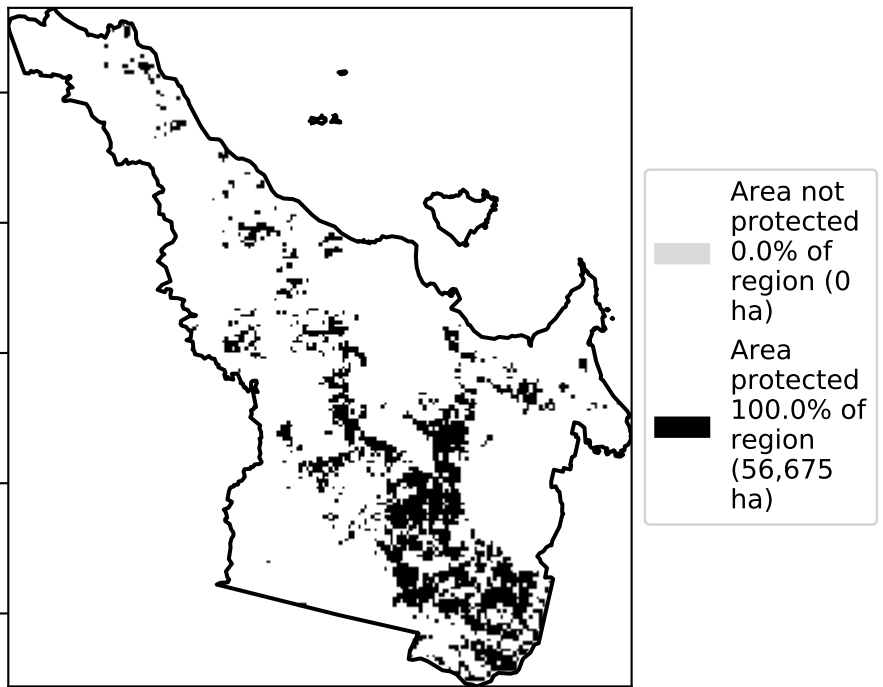 Area not
protected
0.0% of
region (0
ha)
Area
protected
100.0% of
region
(56,675
ha)